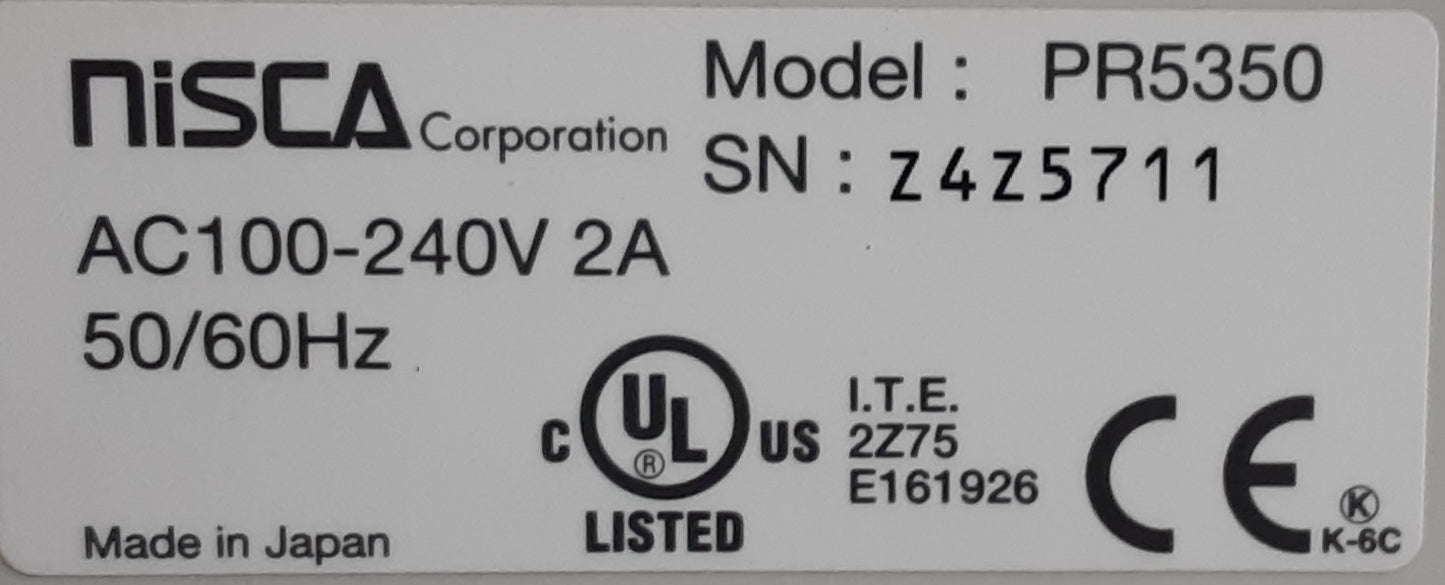 NiSCA Corporation
Model : PR5350
SN : Z4Z5711
AC100-240V 2A
50/60Hz
C UL ® US
LISTED
I.T.E.
2Z75
E161926
CE
K
K-6C
Made in Japan